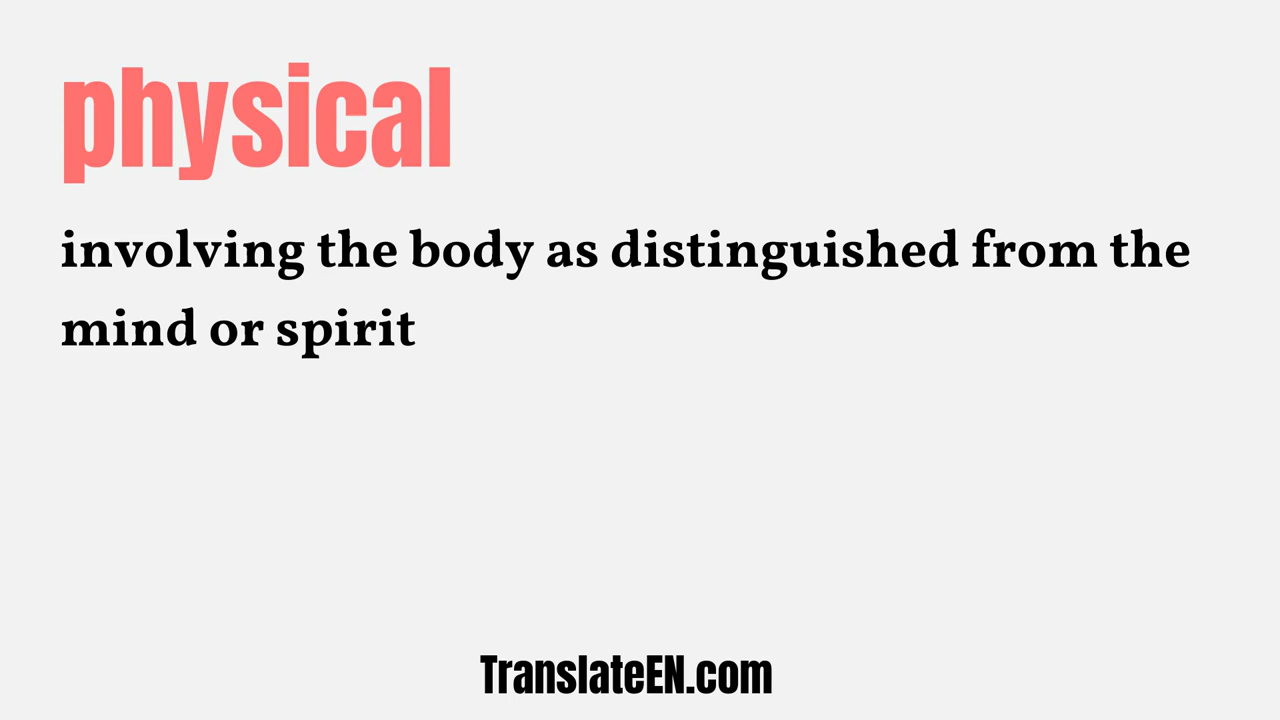 physical
involving the body as distinguished from the
mind or spirit
TranslateEN.com